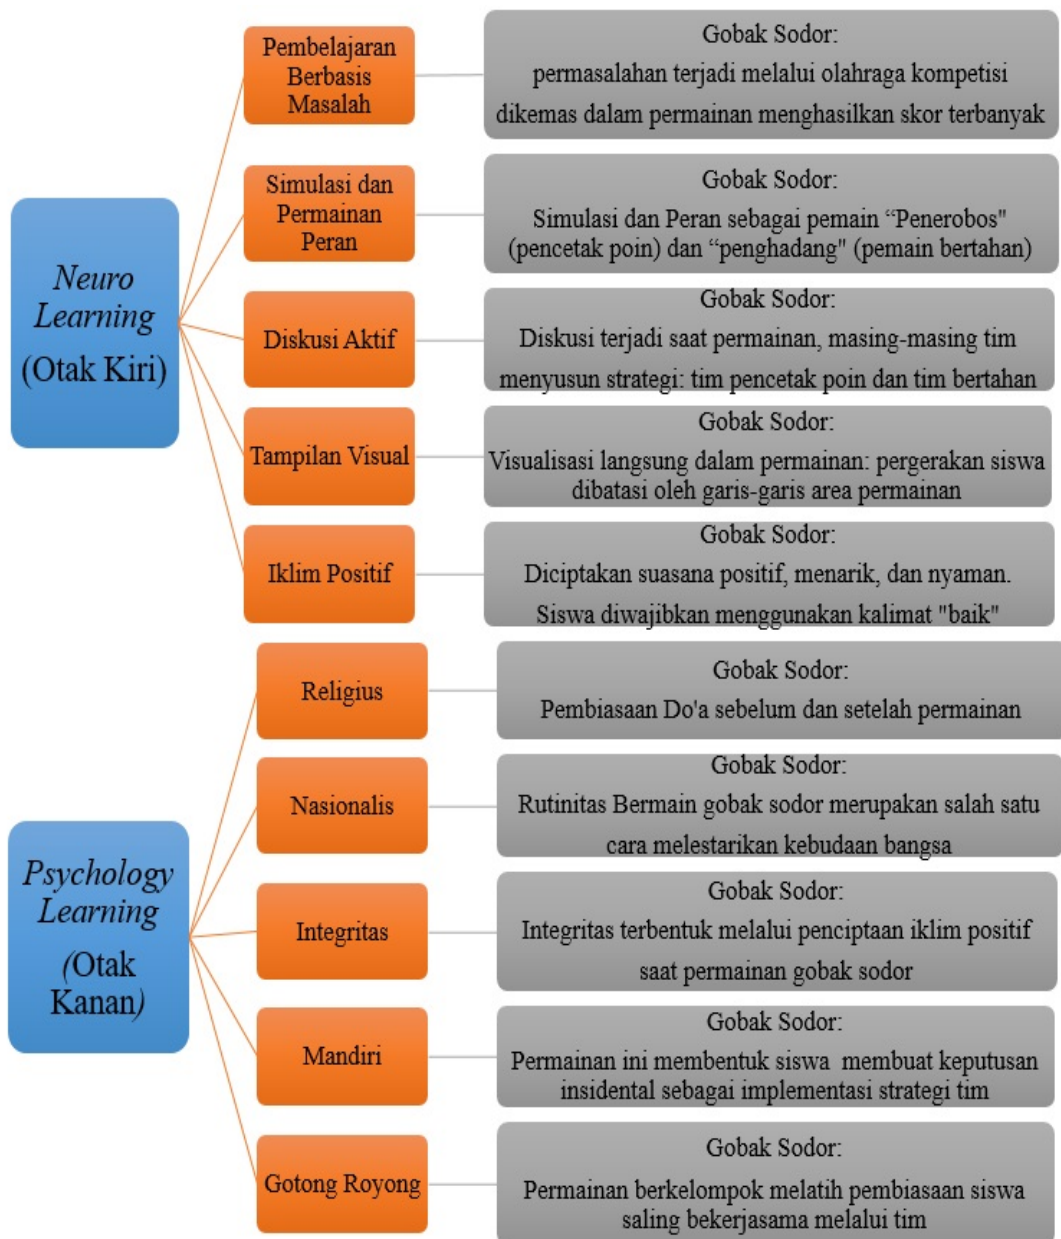 Neuro
Learning
(Otak Kiri)
Pembelajaran
Berbasis
Masalah
Gobak Sodor:
permasalahan terjadi melalui olahraga kompetisi
dikemas dalam permainan menghasilkan skor terbanyak
Simulasi dan
Permainan
Peran
Gobak Sodor:
Simulasi dan Peran sebagai pemain “Penerobos"
(pencetak poin) dan “penghadang" (pemain bertahan)
Diskusi Aktif
Gobak Sodor:
Diskusi terjadi saat permainan, masing-masing tim
menyusun strategi: tim pencetak poin dan tim bertahan
Tampilan Visual
Gobak Sodor:
Visualisasi langsung dalam permainan: pergerakan siswa
dibatasi oleh garis-garis area permainan
Iklim Positif
Gobak Sodor:
Diciptakan suasana positif, menarik, dan nyaman.
Siswa diwajibkan menggunakan kalimat "baik"
Psychology
Learning
(Otak
Kanan)
Religius
Gobak Sodor:
Pembiasaan Do'a sebelum dan setelah permainan
Nasionalis
Gobak Sodor:
Rutinitas Bermain gobak sodor merupakan salah satu
cara melestarikan kebudaan bangsa
Integritas
Gobak Sodor:
Integritas terbentuk melalui penciptaan iklim positif
saat permainan gobak sodor
Mandiri
Gobak Sodor:
Permainan ini membentuk siswa  membuat keputusan
insidental sebagai implementasi strategi tim
Gotong Royong
Gobak Sodor:
Permainan berkelompok melatih pembiasaan siswa
saling bekerjasama melalui tim